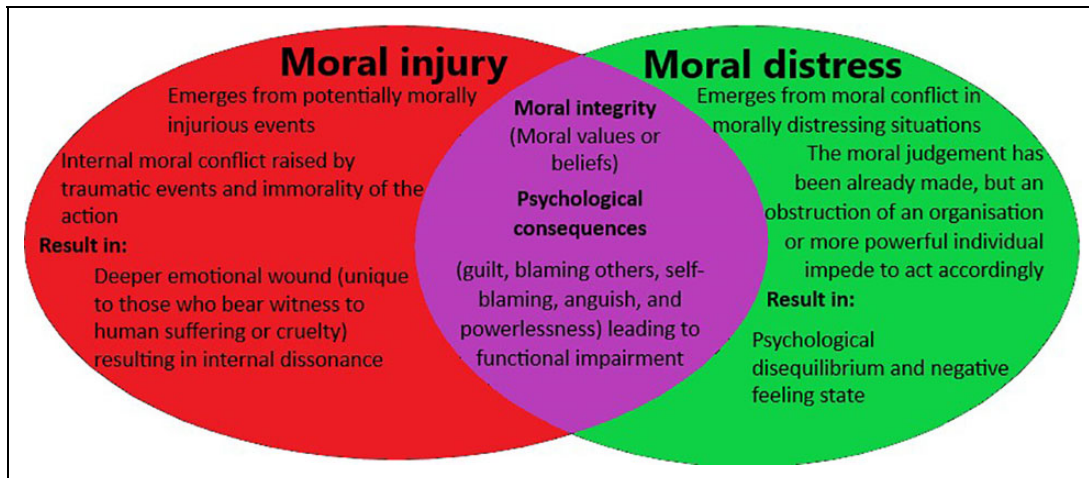 Moral injury
Emerges from potentially morally
injurious events
Internal moral conflict raised by
traumatic events and immorality of the
action
Result in:
Deeper emotional wound (unique
to those who bear witness to
human suffering or cruelty)
resulting in internal dissonance
Moral integrity
(Moral values or
beliefs)
Psychological
consequences
(guilt, blaming others, self-
blaming, anguish, and
powerlessness) leading to
functional impairment
Moral distress
Emerges from moral conflict in
morally distressing situations
The moral judgement has
been already made, but an
obstruction of an organisation
or more powerful individual
impede to act accordingly
Result in:
Psychological
disequilibrium and negative
feeling state